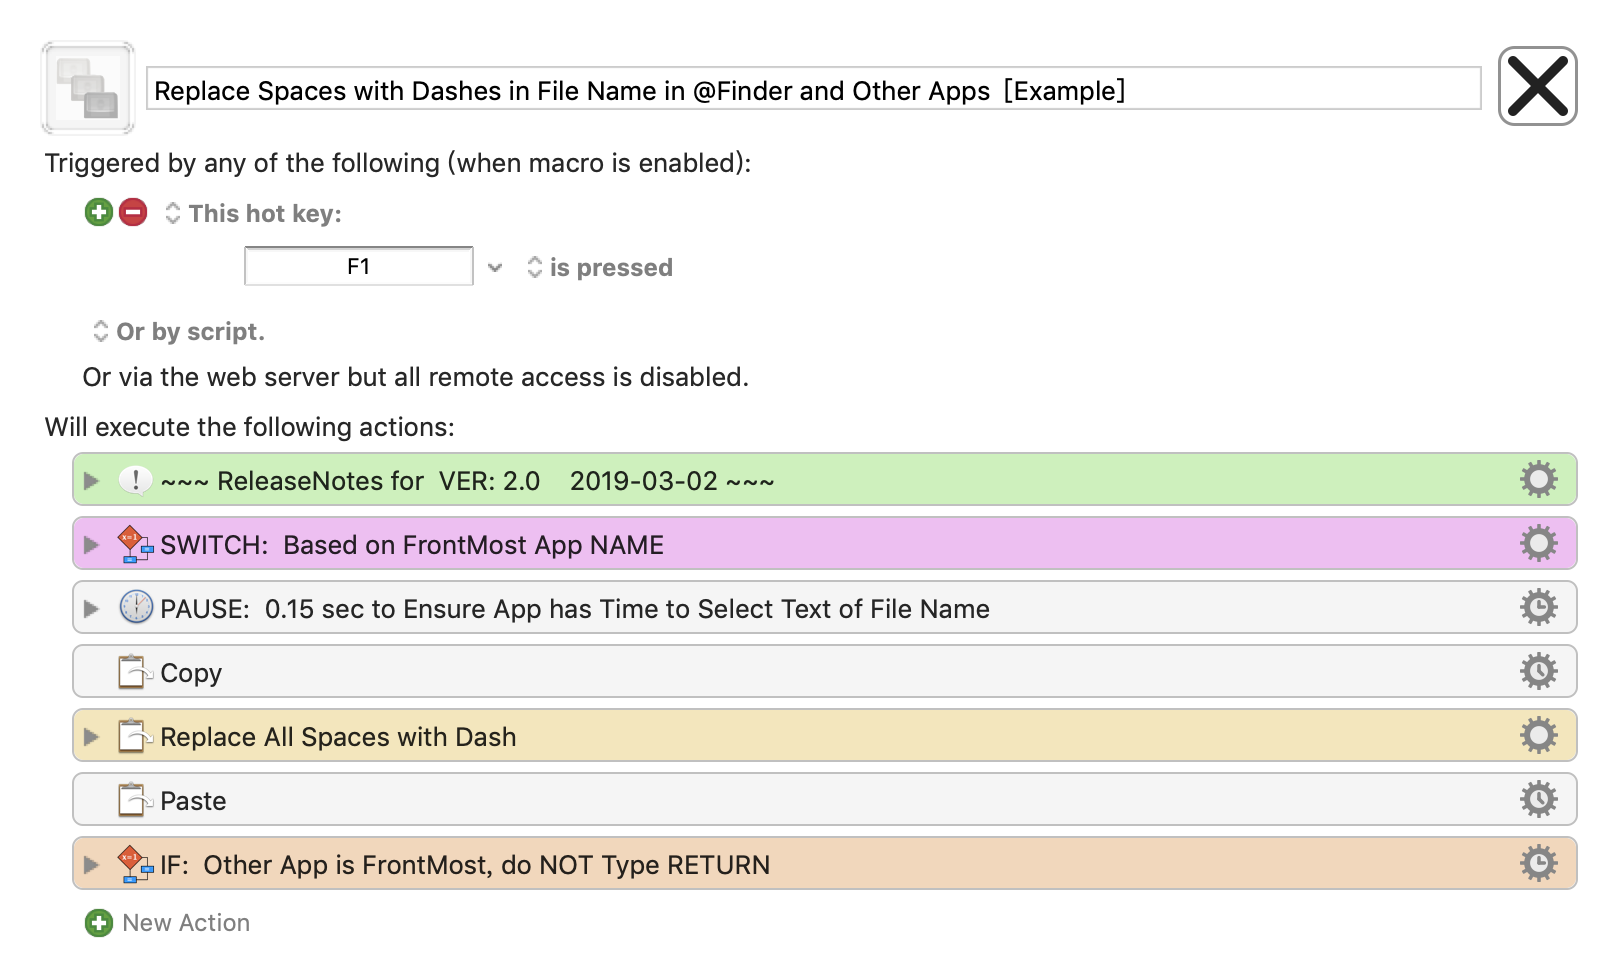 Replace Spaces with Dashes in File Name in @Finder and Other Apps  [Example]
Triggered by any of the following (when macro is enabled):
This hot key:
F1 is pressed
Or by script.
Or via the web server but all remote access is disabled.
Will execute the following actions:
~~~ ReleaseNotes for  VER: 2.0    2019-03-02 ~~~
SWITCH:  Based on FrontMost App NAME
PAUSE:  0.15 sec to Ensure App has Time to Select Text of File Name
Copy
Replace All Spaces with Dash
Paste
IF:  Other App is FrontMost, do NOT Type RETURN
New Action